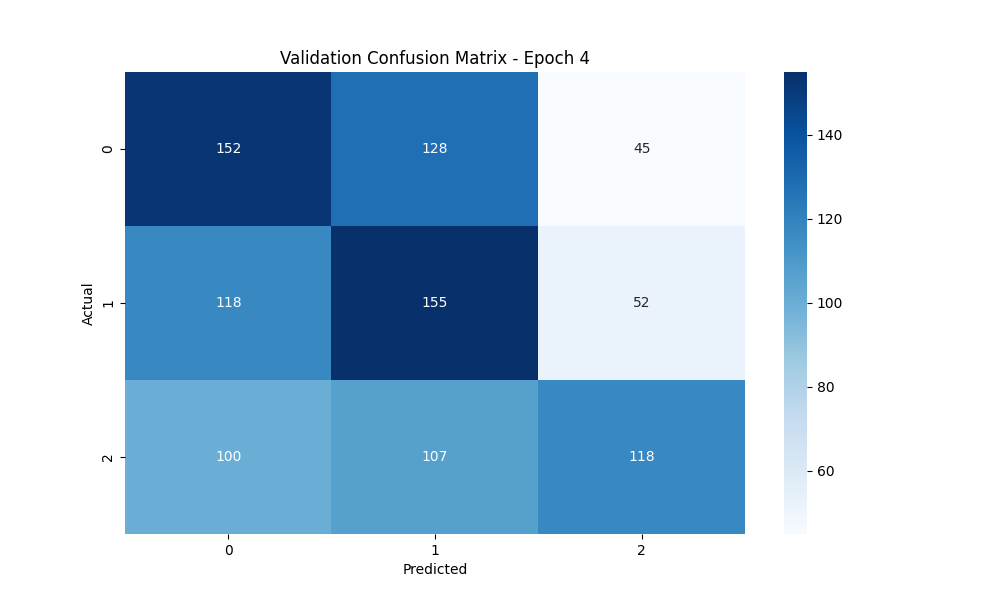 Validation Confusion Matrix - Epoch 4
0 152 128 45 140
120
Actual 1 118 155 52 100
80
2 100 107 118 60
0 1 2
Predicted